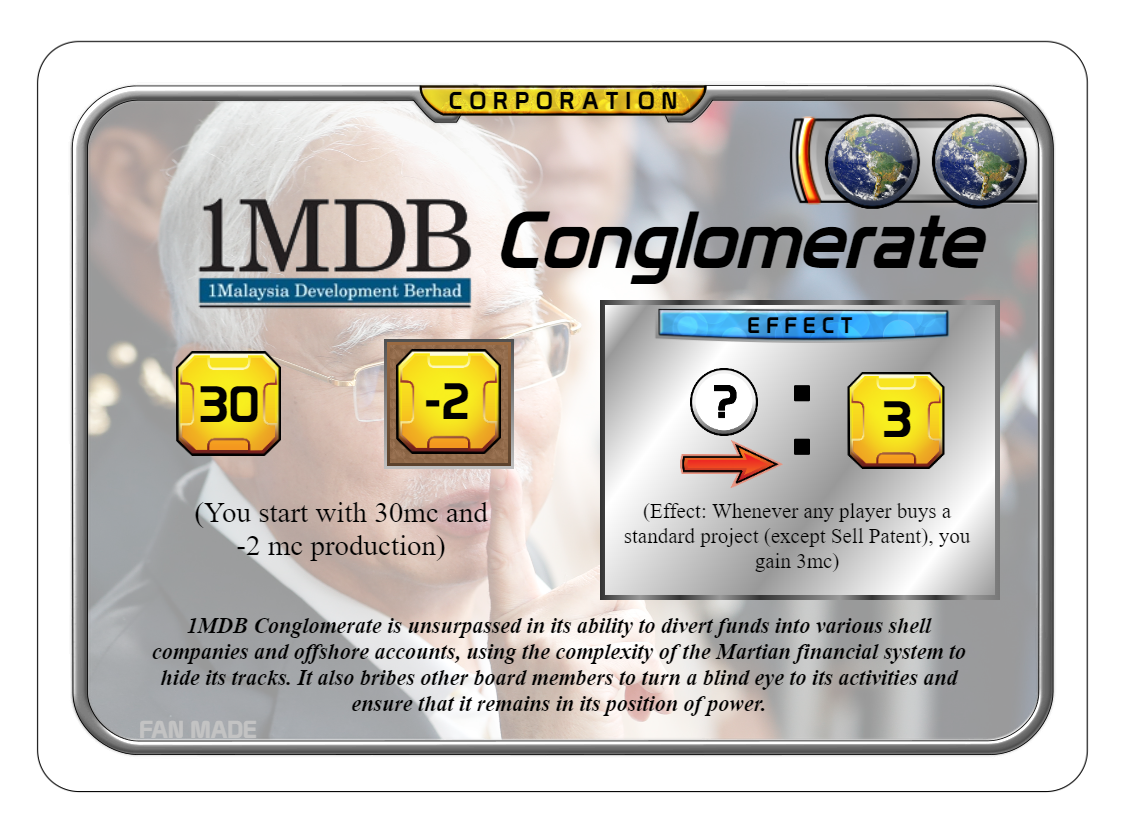 CORPORATION
1MDB Conglomerate
1Malaysia Development Berhad
EFFECT
30
-2
? : 3
(You start with 30mc and
-2 mc production)
(Effect: Whenever any player buys a
standard project (except Sell Patent), you
gain 3mc)
1MDB Conglomerate is unsurpassed in its ability to divert funds into various shell
companies and offshore accounts, using the complexity of the Martian financial system to
hide its tracks. It also bribes other board members to turn a blind eye to its activities and
ensure that it remains in its position of power.
FAN MADE